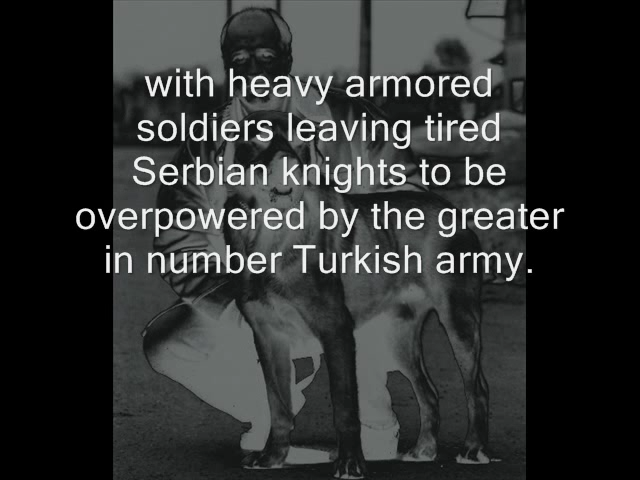 with heavy armored
soldiers leaving tired
Serbian knights to be
overpowered by the greater
in number Turkish army.